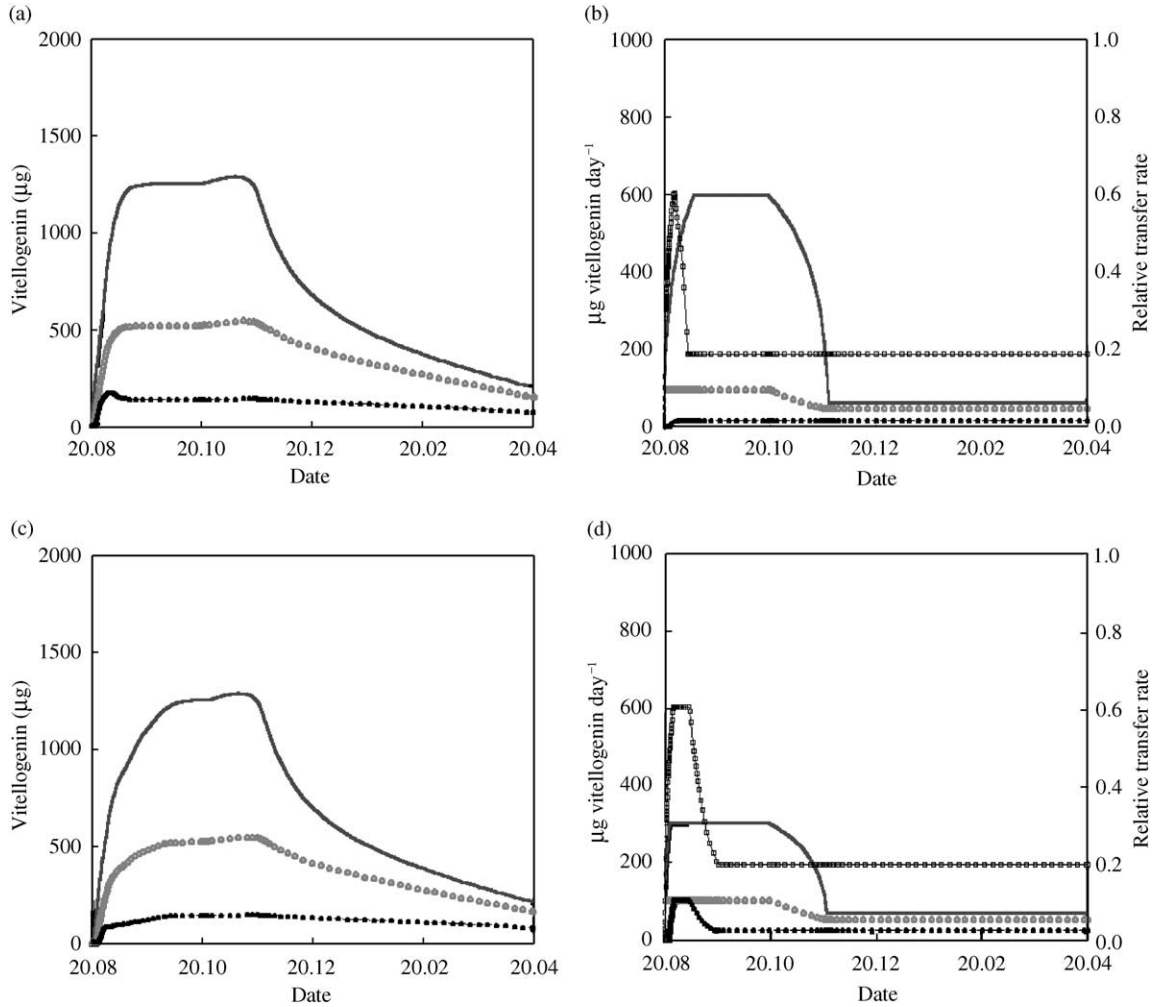 (a)
2000
1500
1000
500
0
Vitellogenin (µg)
20.08 20.10 20.12 20.02 20.04
Date
(b)
1000
800
600
400
200
0
µg vitellogenin day⁻¹
1.0
0.8
0.6
0.4
0.2
0.0
Relative transfer rate
20.08 20.10 20.12 20.02 20.04
Date
(c)
2000
1500
1000
500
0
Vitellogenin (µg)
20.08 20.10 20.12 20.02 20.04
Date
(d)
1000
800
600
400
200
0
µg vitellogenin day⁻¹
1.0
0.8
0.6
0.4
0.2
0.0
Relative transfer rate
20.08 20.10 20.12 20.02 20.04
Date